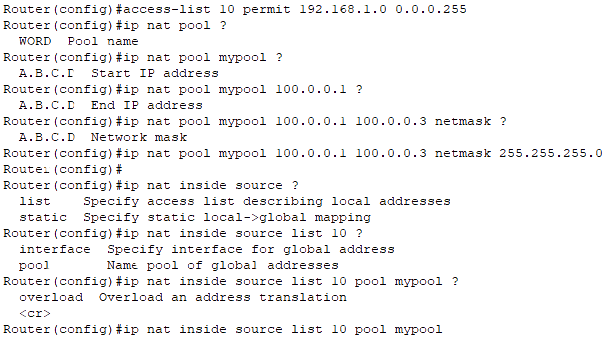 Router(config)#access-list 10 permit 192.168.1.0 0.0.0.255
Router(config)#ip nat pool ?
  WORD  Pool name
Router(config)#ip nat pool mypool ?
  A.B.C.D  Start IP address
Router(config)#ip nat pool mypool 100.0.0.1 ?
  A.B.C.D  End IP address
Router(config)#ip nat pool mypool 100.0.0.1 100.0.0.3 netmask ?
  A.B.C.D  Network mask
Router(config)#ip nat pool mypool 100.0.0.1 100.0.0.3 netmask 255.255.255.0
Router(config)#
Router(config)#ip nat inside source ?
  list    Specify access list describing local addresses
  static  Specify static local->global mapping
Router(config)#ip nat inside source list 10 ?
  interface  Specify interface for global address
  pool       Name pool of global addresses
Router(config)#ip nat inside source list 10 pool mypool ?
  overload  Overload an address translation
  <cr>
Router(config)#ip nat inside source list 10 pool mypool